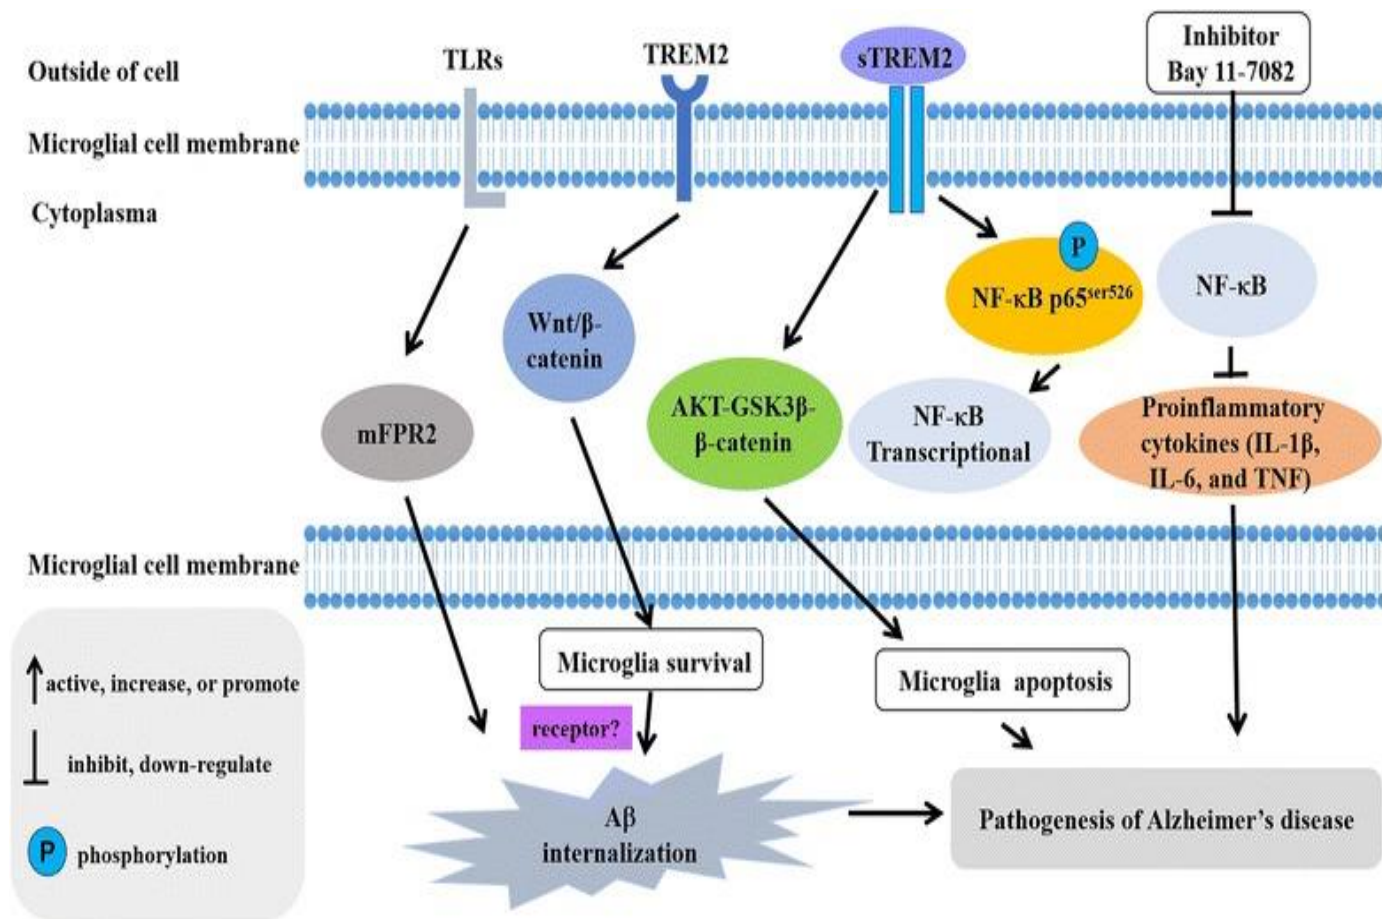 Outside of cell
Microglial cell membrane
Cytoplasma
TLRs
TREM2
sTREM2
Inhibitor
Bay 11-7082
mFPR2
Wnt/β-
catenin
AKT-GSK3β-
β-catenin
P
NF-κB p65ser526
NF-κB
Transcriptional
NF-κB
Proinflammatory
cytokines (IL-1β,
IL-6, and TNF)
Microglial cell membrane
Microglia survival
receptor?
Microglia apoptosis
Aβ
internalization
Pathogenesis of Alzheimer's disease
active, increase, or promote
inhibit, down-regulate
P phosphorylation